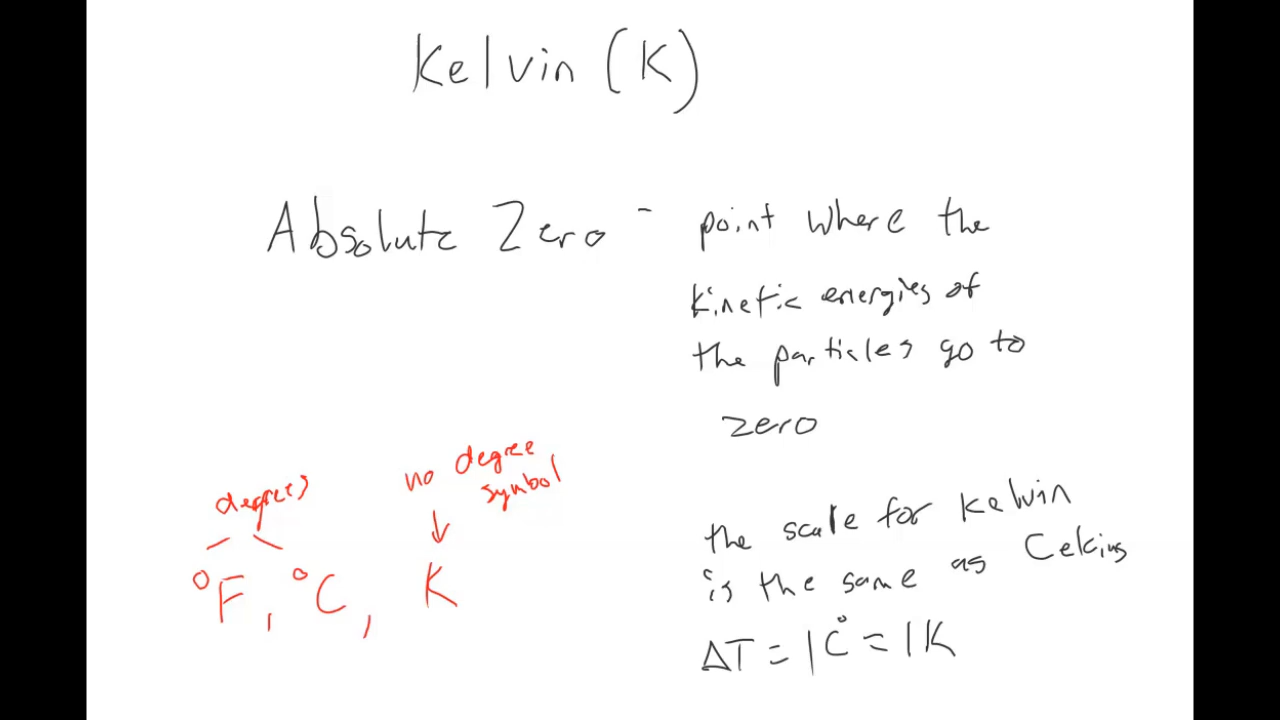 Kelvin (K)
Absolute Zero - point where the
kinetic energies of
the particles go to
zero
degrees
no degree
symbol
°F, °C, K
the scale for Kelvin
is the same as Celcius
ΔT = 1C° = 1K